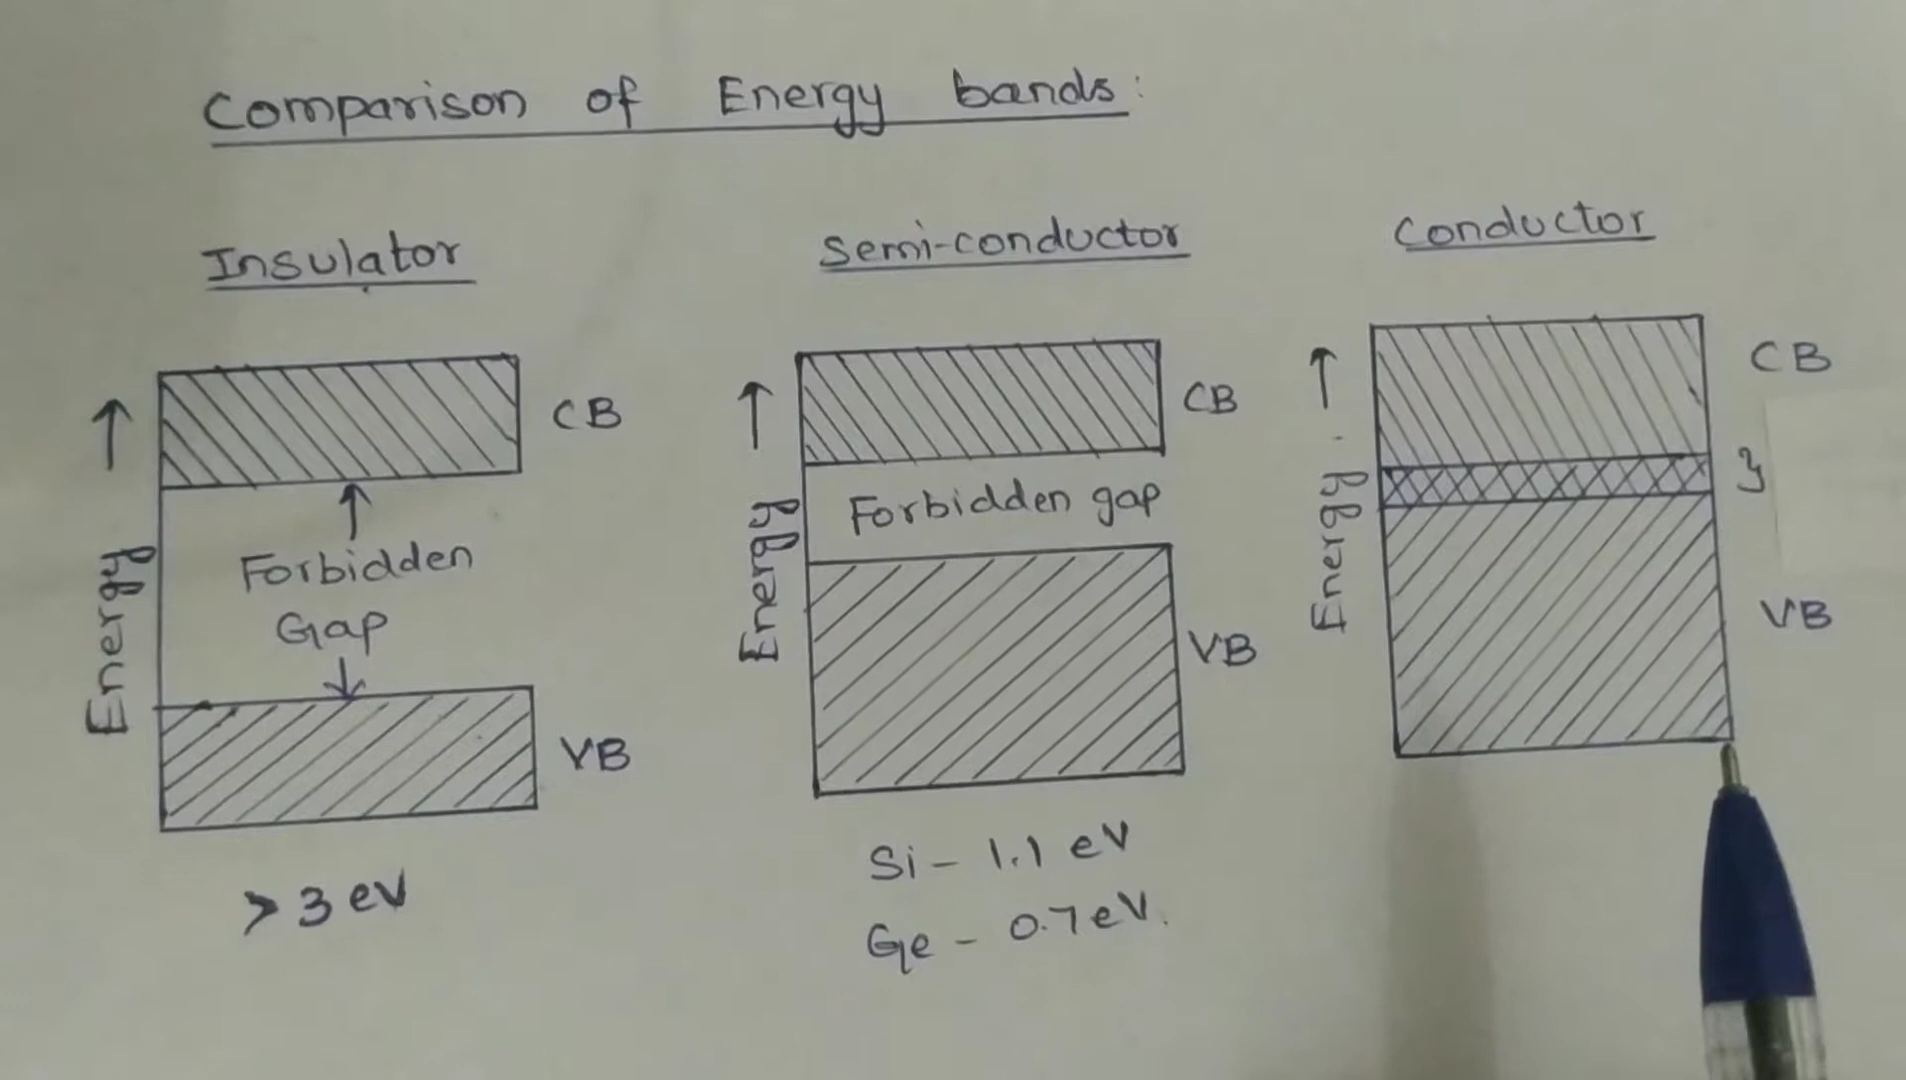 Comparison of Energy bands:
Insulator
Semi-conductor
Conductor
CB
Energy
Forbidden
Gap
VB
> 3 eV
CB
Energy
Forbidden gap
VB
Si - 1.1 eV
Ge - 0.7 eV.
CB
Energy
}
VB